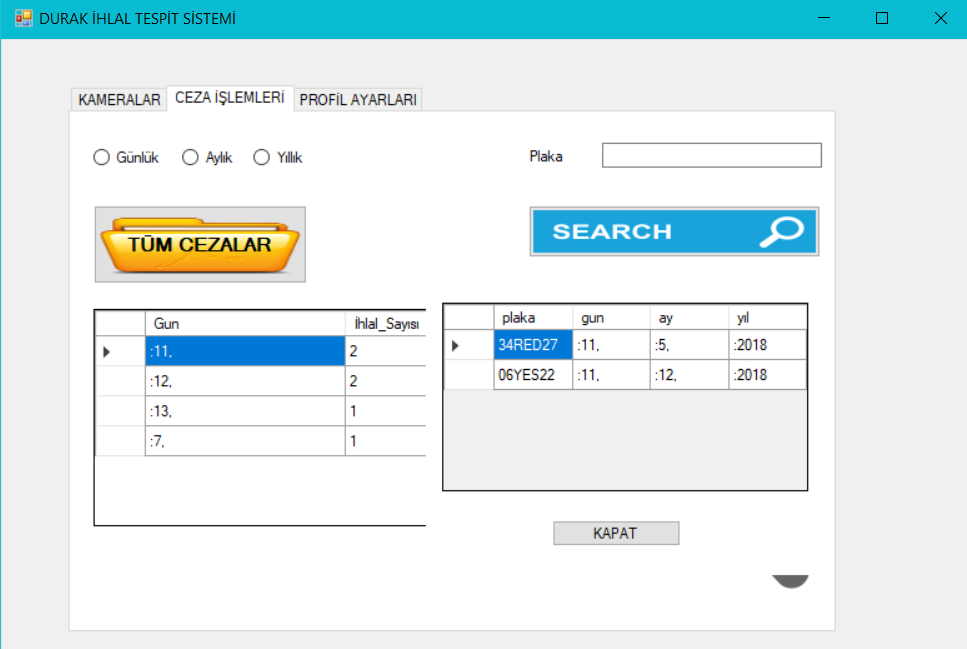 DURAK İHLAL TESPİT SİSTEMİ
KAMERALAR CEZA İŞLEMLERİ PROFİL AYARLARI
Günlük Aylık Yıllık
Plaka
TÜM CEZALAR
SEARCH
Gun İhlal_Sayısı
:11, 2
:12, 2
:13, 1
:7, 1
plaka gun ay yıl
34RED27 :11, :5, :2018
06YES22 :11, :12, :2018
KAPAT